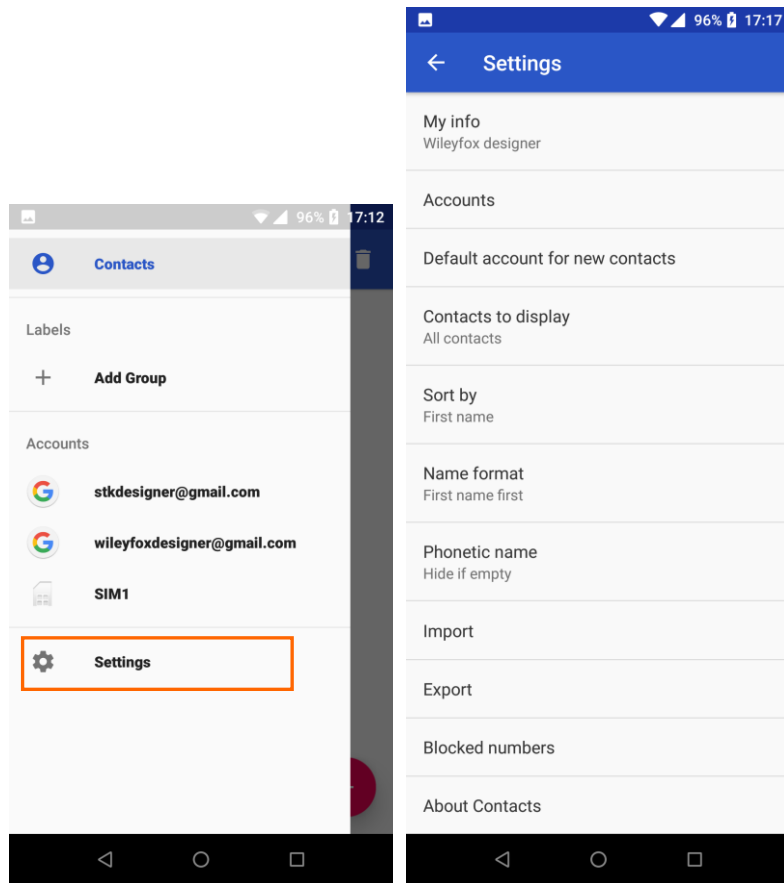 96% 17:12
Contacts
Labels
Add Group
Accounts
stkdesigner@gmail.com
wileyfoxdesigner@gmail.com
SIM1
Settings
96% 17:17
Settings
My info
Wileyfox designer
Accounts
Default account for new contacts
Contacts to display
All contacts
Sort by
First name
Name format
First name first
Phonetic name
Hide if empty
Import
Export
Blocked numbers
About Contacts